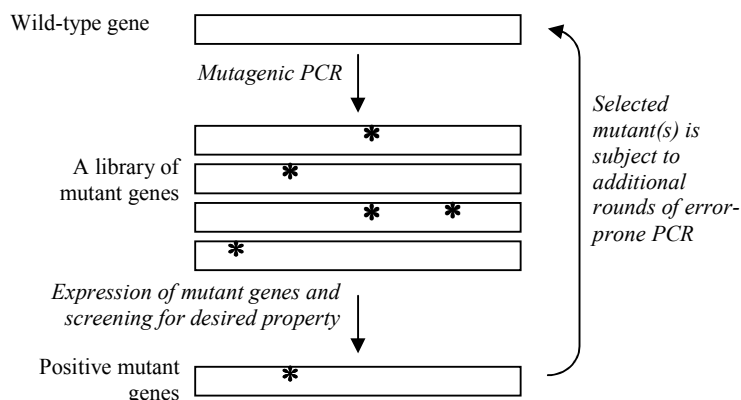 Wild-type gene
Mutagenic PCR
A library of
mutant genes
Expression of mutant genes and
screening for desired property
Positive mutant
genes
Selected
mutant(s) is
subject to
additional
rounds of error-
prone PCR